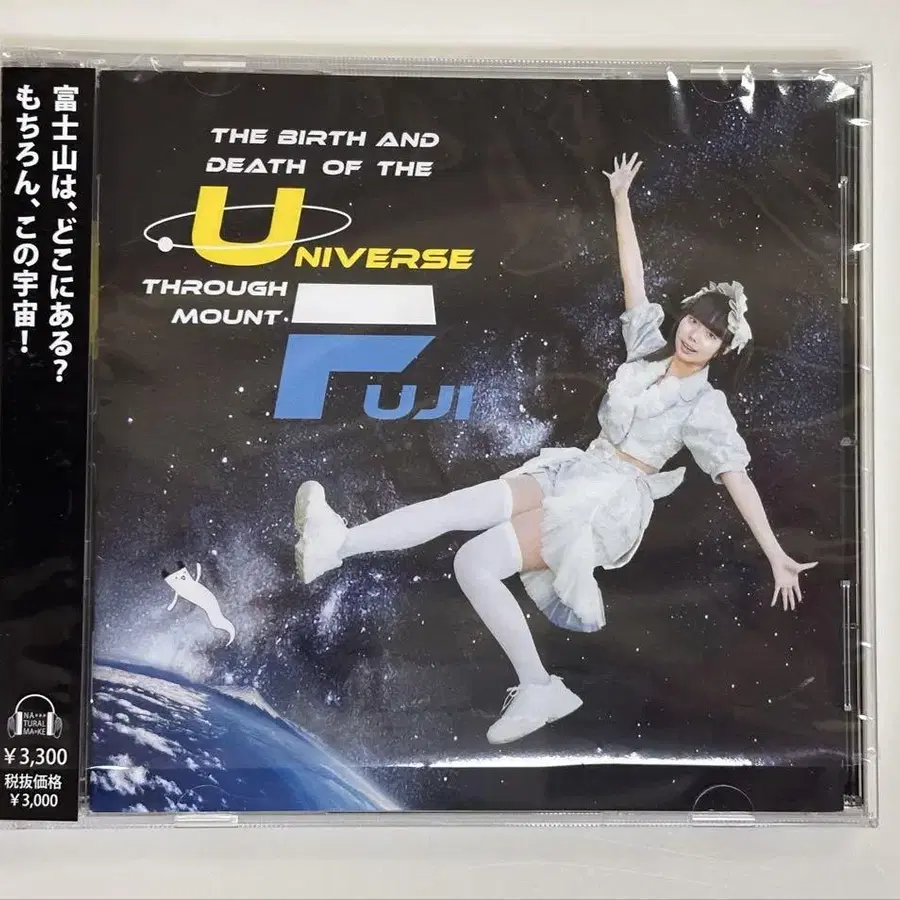 富士山は、どこにある?
もちろん、この宇宙!
NA▸▸▸
TURAL
MA▸KE
¥3,300
税抜価格
¥3,000
THE BIRTH AND
DEATH OF THE
UNIVERSE
THROUGH
MOUNT.
FUJI